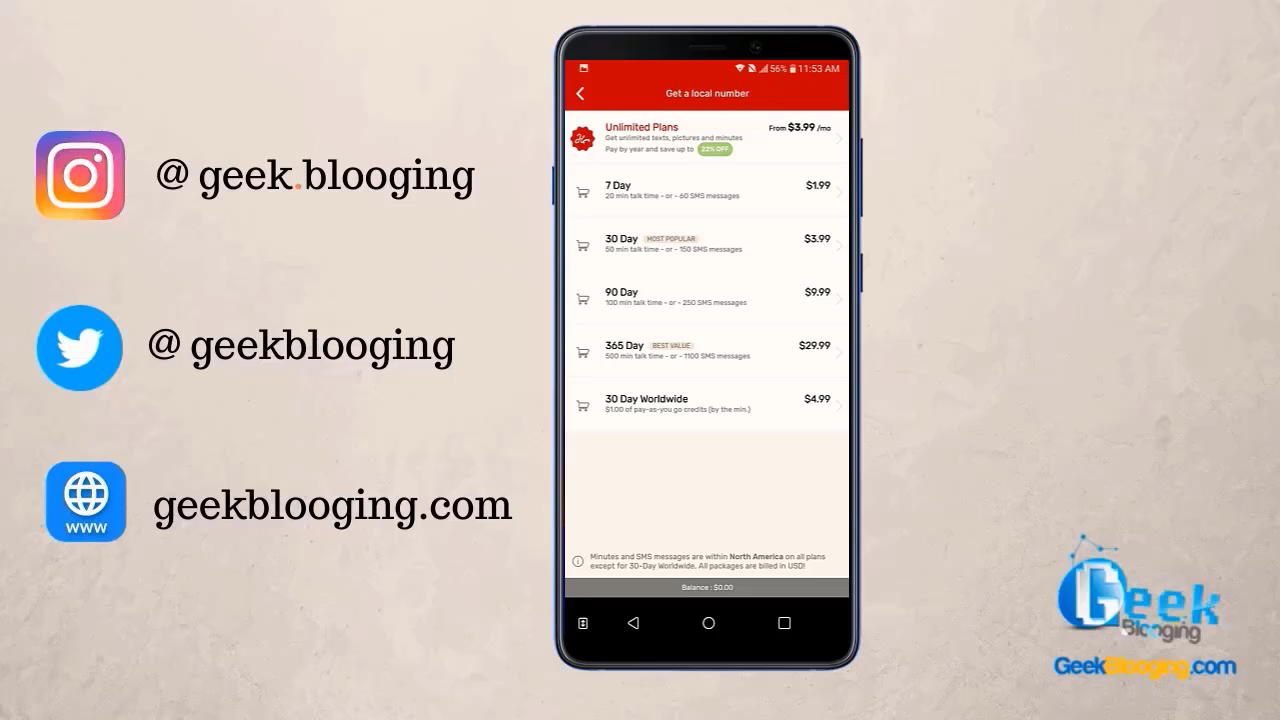 @ geek.blooging
@ geekblooging
WWW
geekblooging.com
56% 11:53 AM
Get a local number
Unlimited Plans From $3.99 /mo
Get unlimited texts, pictures and minutes
Pay by year and save up to 22% OFF
7 Day $1.99
20 min talk time - or - 60 SMS messages
30 Day MOST POPULAR $3.99
50 min talk time - or - 150 SMS messages
90 Day $9.99
100 min talk time - or - 250 SMS messages
365 Day BEST VALUE $29.99
500 min talk time - or - 1100 SMS messages
30 Day Worldwide $4.99
$1.00 of pay-as-you go credits (by the min.)
Minutes and SMS messages are within North America on all plans
except for 30-Day Worldwide. All packages are billed in USD!
Balance : $0.00
Geek
Blooging
GeekBlooging.com